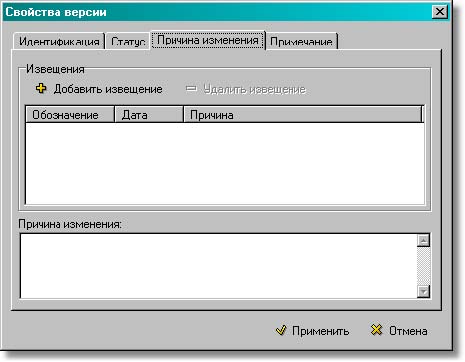 Свойства версии
Идентификация Статус Причина изменения Примечание
Извещения
Добавить извещение Удалить извещение
Обозначение Дата Причина
Причина изменения:
Применить Отмена